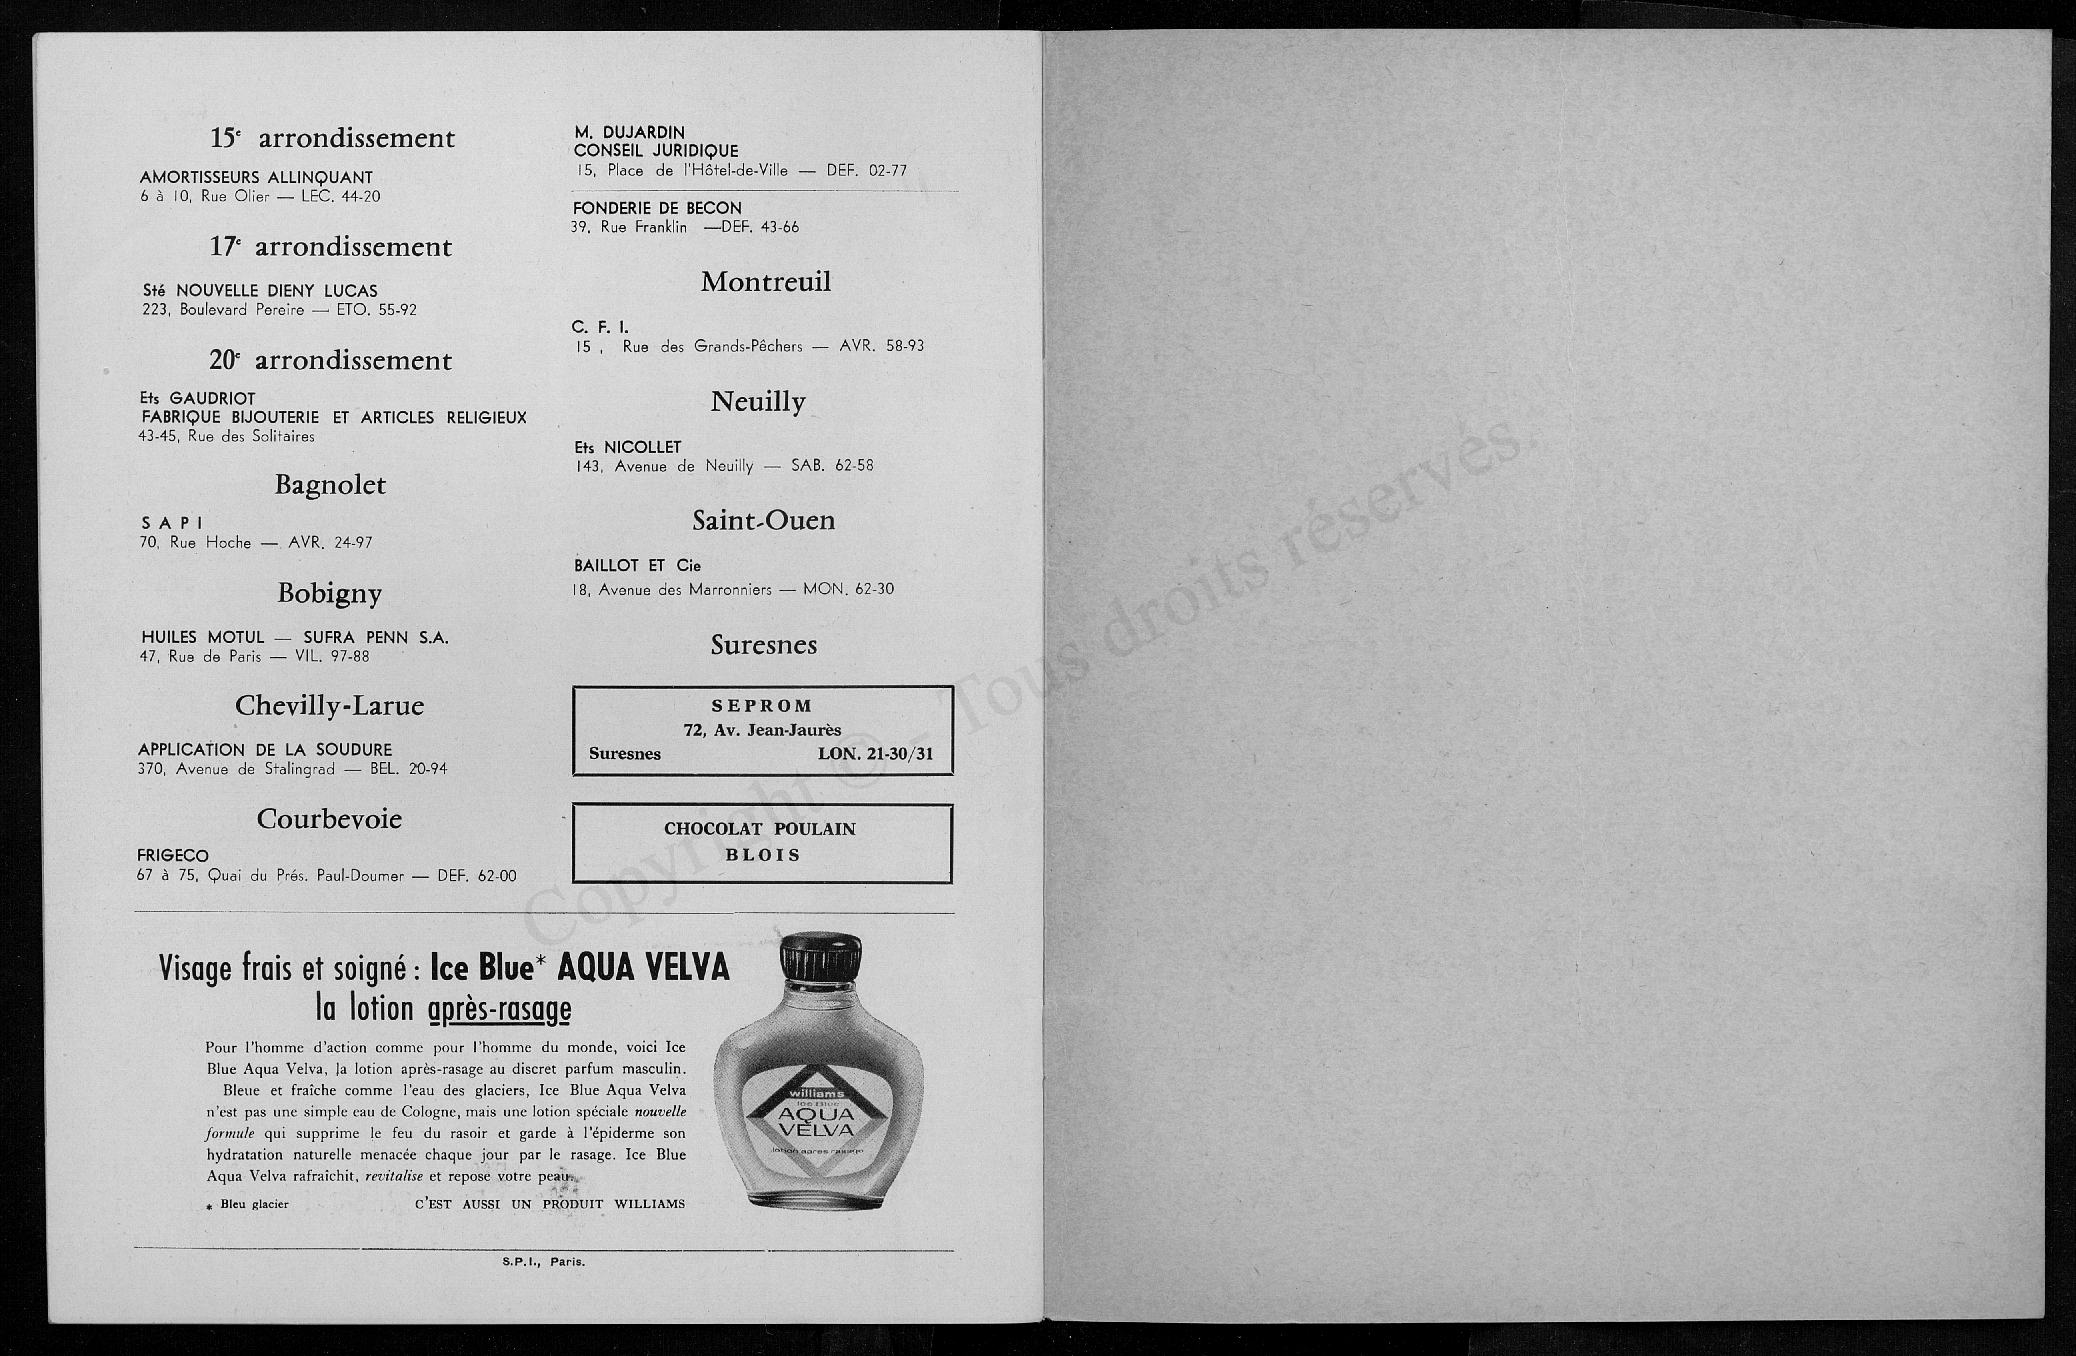 15e arrondissement
AMORTISSEURS ALLINQUANT
6 à 10, Rue Olier — LEC. 44-20
17e arrondissement
Sté NOUVELLE DIENY LUCAS
223, Boulevard Pereire — ETO. 55-92
20e arrondissement
Ets GAUDRIOT
FABRIQUE BIJOUTERIE ET ARTICLES RELIGIEUX
43-45, Rue des Solitaires
Bagnolet
S A P I
70, Rue Hoche — AVR. 24-97
Bobigny
HUILES MOTUL — SUFRA PENN S.A.
47, Rue de Paris — VIL. 97-88
Chevilly-Larue
APPLICATION DE LA SOUDURE
370, Avenue de Stalingrad — BEL. 20-94
Courbevoie
FRIGECO
67 à 75, Quai du Prés. Paul-Doumer — DEF. 62-00
M. DUJARDIN
CONSEIL JURIDIQUE
15, Place de l'Hôtel-de-Ville — DEF. 02-77
FONDERIE DE BECON
39, Rue Franklin —DEF. 43-66
Montreuil
C. F. I.
15 , Rue des Grands-Pêchers — AVR. 58-93
Neuilly
Ets NICOLLET
143, Avenue de Neuilly — SAB. 62-58
Saint-Ouen
BAILLOT ET Cie
18, Avenue des Marronniers — MON. 62-30
Suresnes
SEPROM
72, Av. Jean-Jaurès
Suresnes LON. 21-30/31
CHOCOLAT POULAIN
BLOIS
Visage frais et soigné : Ice Blue* AQUA VELVA
la lotion après-rasage
Pour l'homme d'action comme pour l'homme du monde, voici Ice
Blue Aqua Velva, la lotion après-rasage au discret parfum masculin.
Bleue et fraîche comme l'eau des glaciers, Ice Blue Aqua Velva
n'est pas une simple eau de Cologne, mais une lotion spéciale nouvelle
formule qui supprime le feu du rasoir et garde à l'épiderme son
hydratation naturelle menacée chaque jour par le rasage. Ice Blue
Aqua Velva rafraîchit, revitalise et repose votre peau.
* Bleu glacier C'EST AUSSI UN PRODUIT WILLIAMS
williams
Ice Blue
AQUA
VELVA
lotion apres rasage
S.P.I., Paris.
Copyright © - Tous droits réservés.